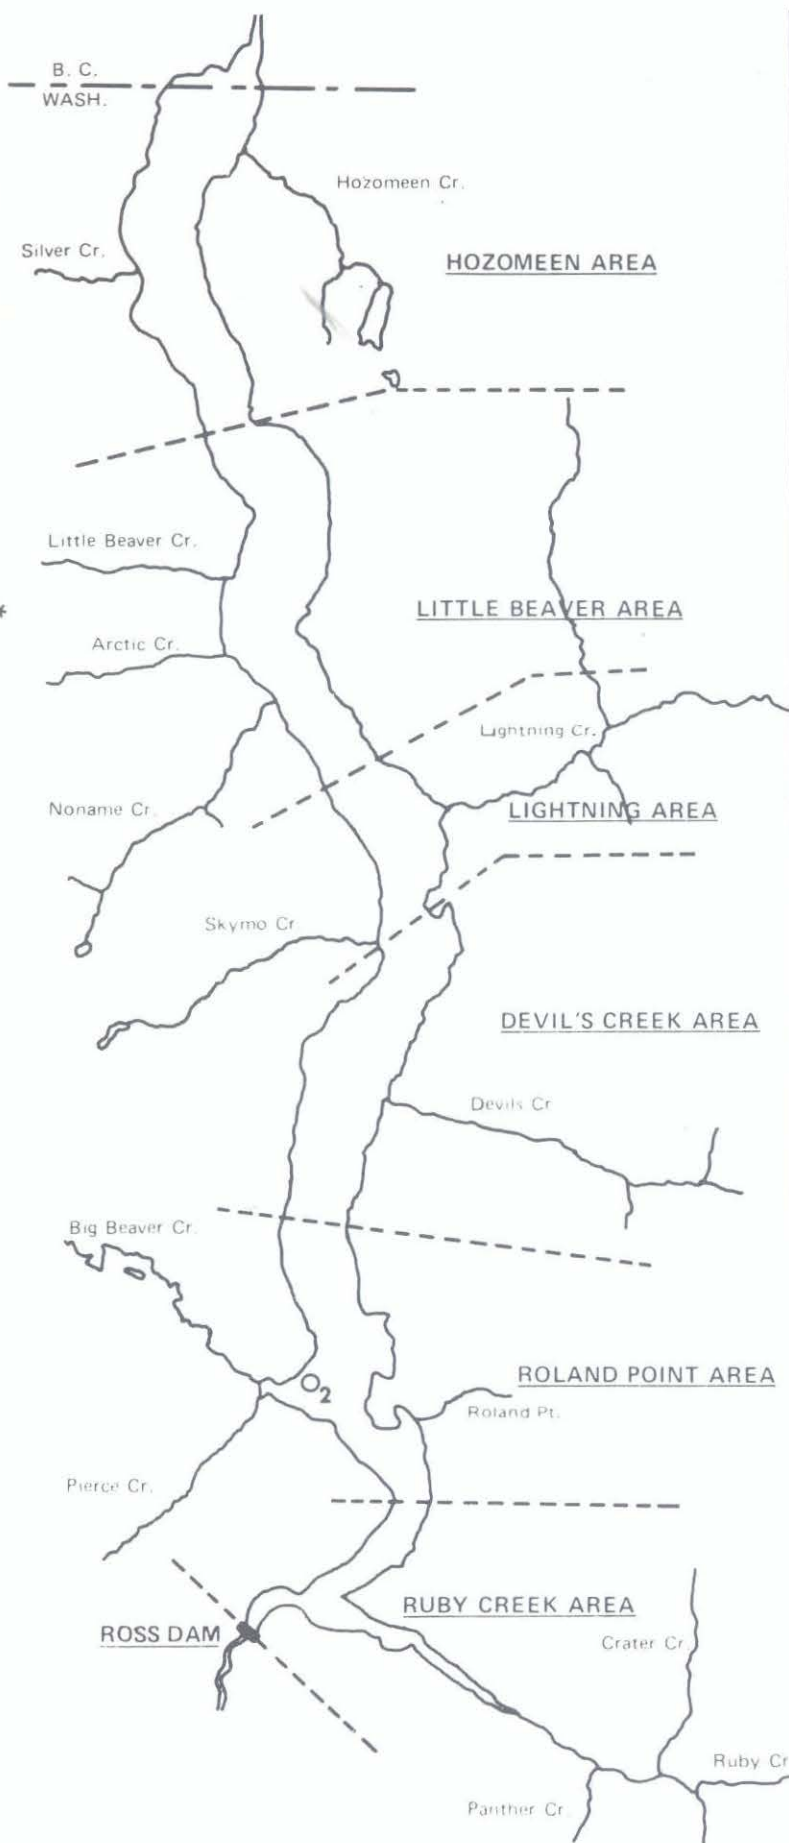 B. C.
WASH.
Hozomeen Cr.
Silver Cr.
HOZOMEEN AREA
Little Beaver Cr.
LITTLE BEAVER AREA
*
Arctic Cr.
Lightning Cr.
Noname Cr.
LIGHTNING AREA
Skymo Cr.
DEVIL'S CREEK AREA
Devils Cr
Big Beaver Cr.
ROLAND POINT AREA
2
Roland Pt.
Pierce Cr.
RUBY CREEK AREA
ROSS DAM
Crater Cr.
Ruby Cr
Panther Cr.